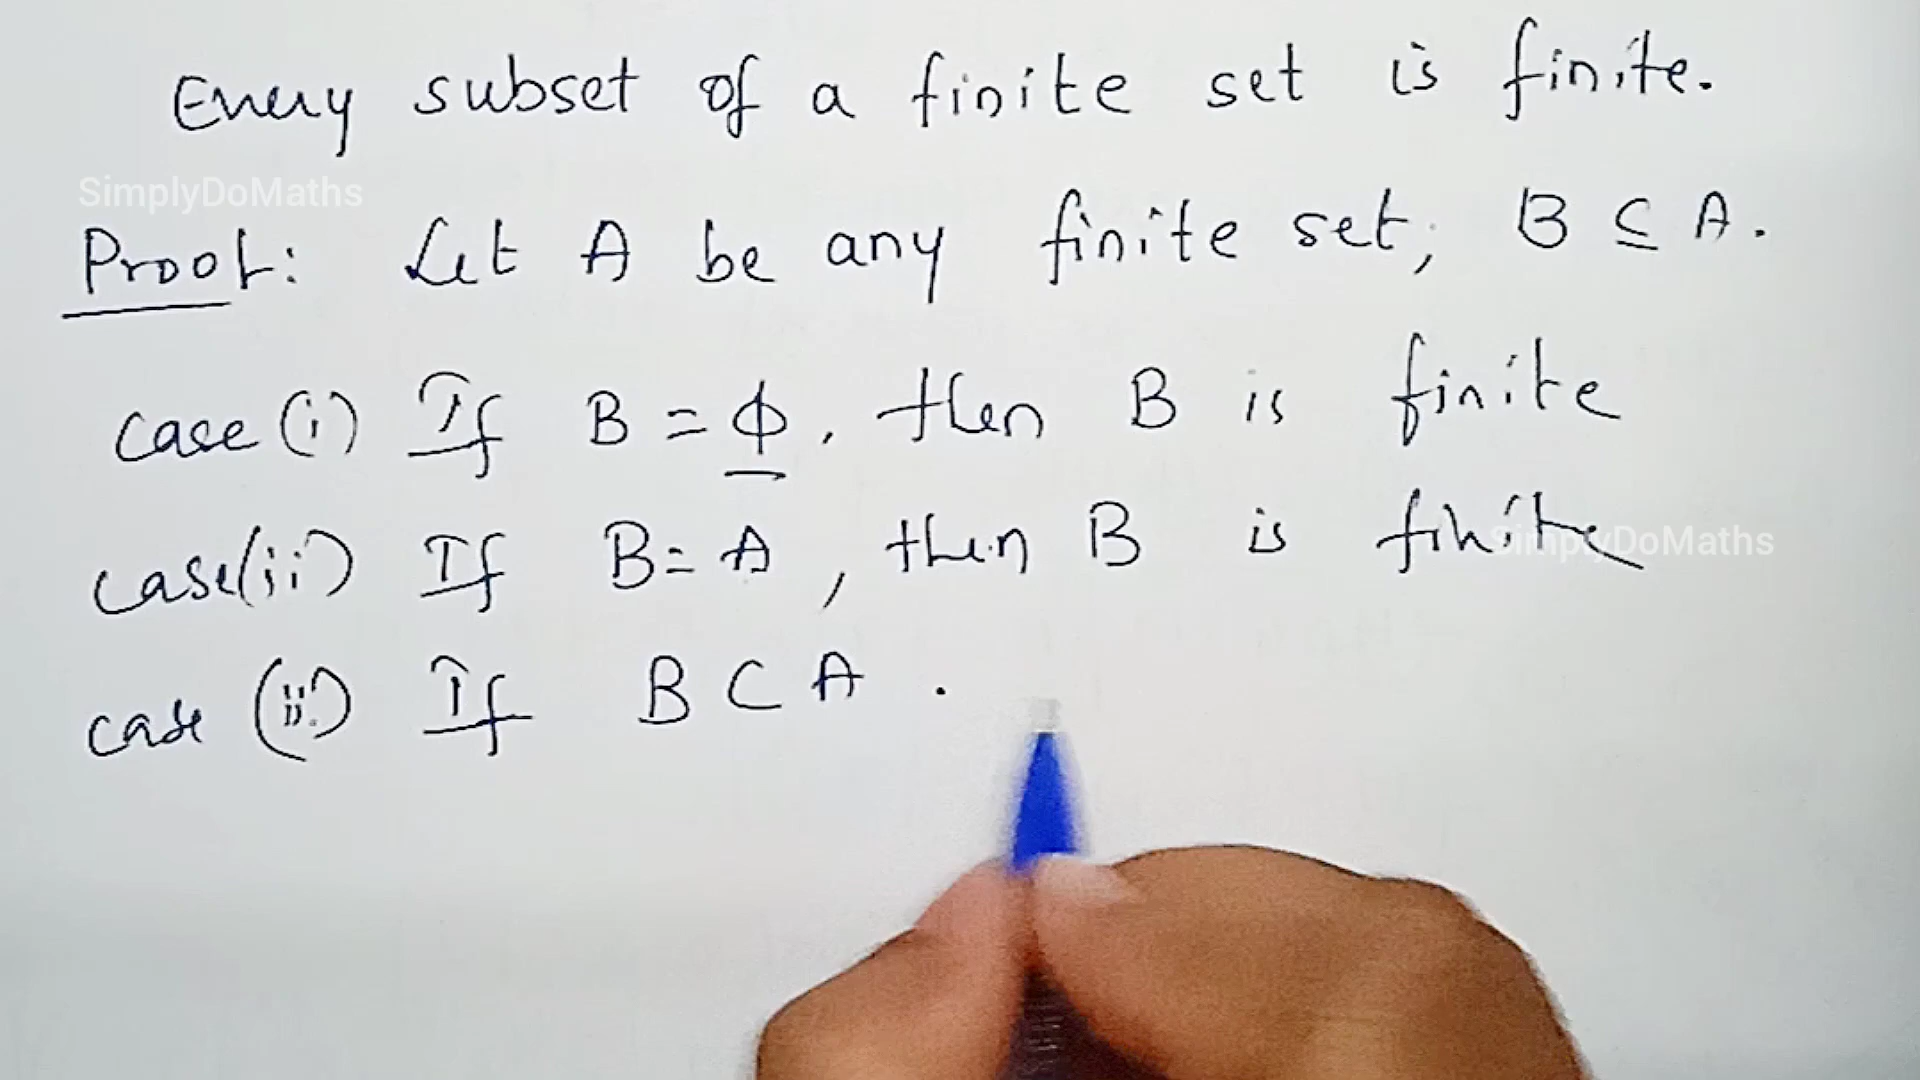 Every subset of a finite set is finite.
SimplyDoMaths
Proof: Let A be any finite set, B ⊆ A.
case (i) If B = ϕ, then B is finite
case (ii) If B = A, then B is finite
SimplyDoMaths
case (iii) If B ⊂ A.